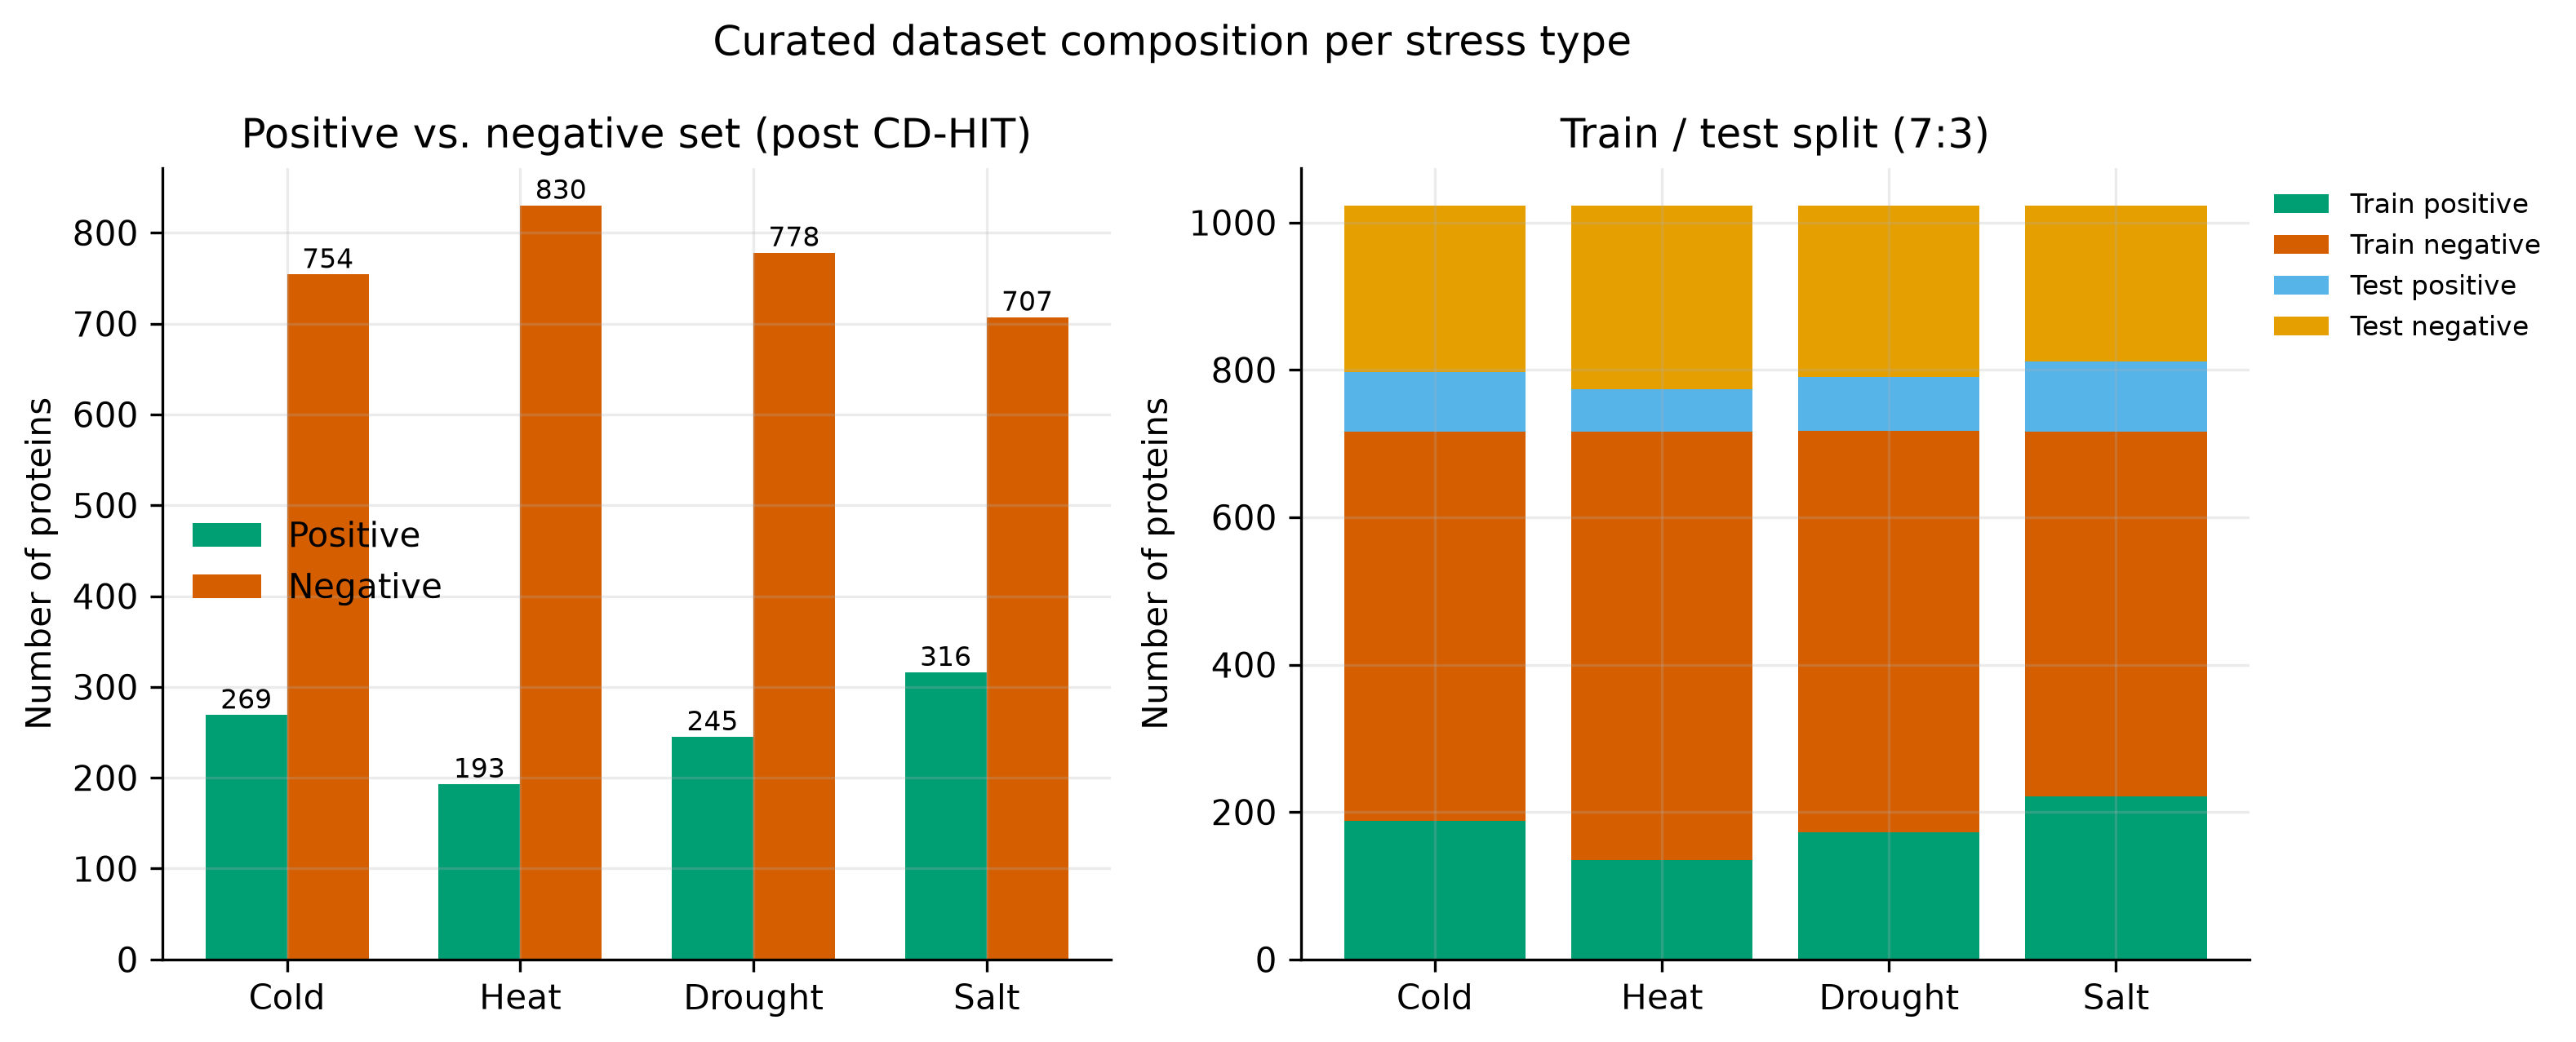 Curated dataset composition per stress type
Positive vs. negative set (post CD-HIT)
Number of proteins
800
700
600
500
400
300
200
100
0
754
830
778
707
269
193
245
316
Positive
Negative
Cold
Heat
Drought
Salt
Train / test split (7:3)
Number of proteins
1000
800
600
400
200
0
Cold
Heat
Drought
Salt
Train positive
Train negative
Test positive
Test negative